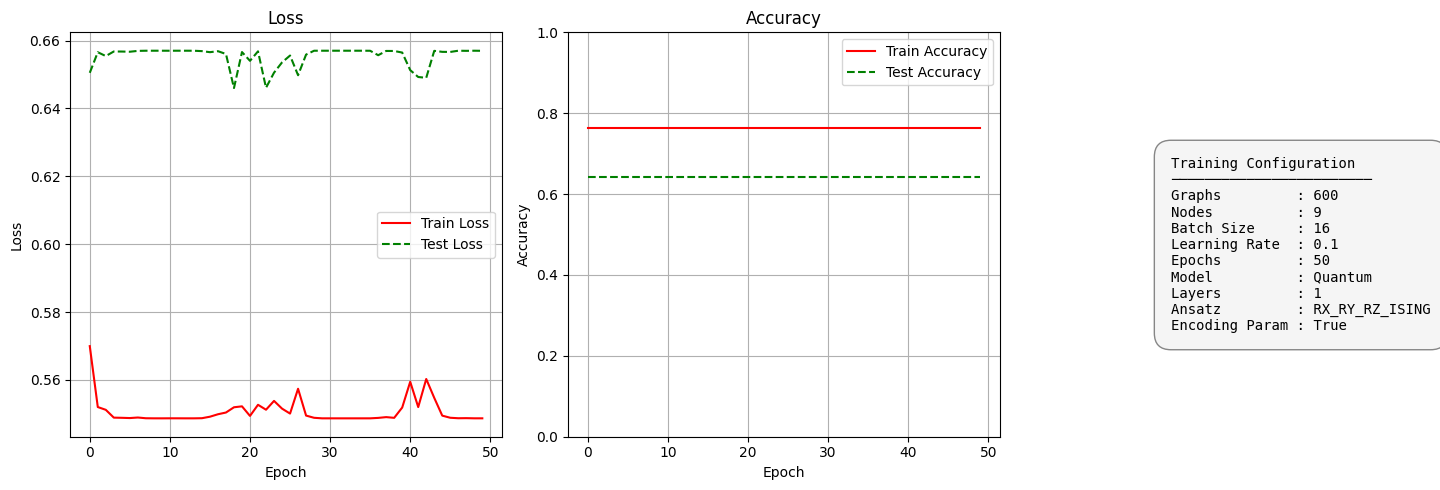 Loss
0.66
0.64
0.62
0.60
0.58
0.56
Loss
Train Loss
Test Loss
0 10 20 30 40 50
Epoch
Accuracy
1.0
0.8
0.6
0.4
0.2
0.0
Accuracy
Train Accuracy
Test Accuracy
0 10 20 30 40 50
Epoch
Training Configuration
Graphs : 600
Nodes : 9
Batch Size : 16
Learning Rate : 0.1
Epochs : 50
Model : Quantum
Layers : 1
Ansatz : RX_RY_RZ_ISING
Encoding Param : True